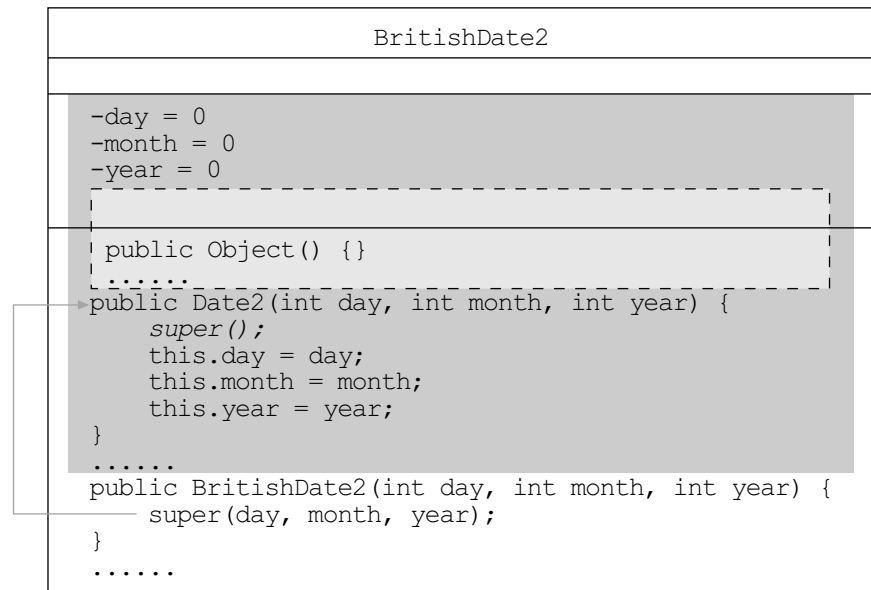 BritishDate2
-day = 0
-month = 0
-year = 0
public Object() {}
......
public Date2(int day, int month, int year) {
super();
this.day = day;
this.month = month;
this.year = year;
}
......
public BritishDate2(int day, int month, int year) {
super(day, month, year);
}
......